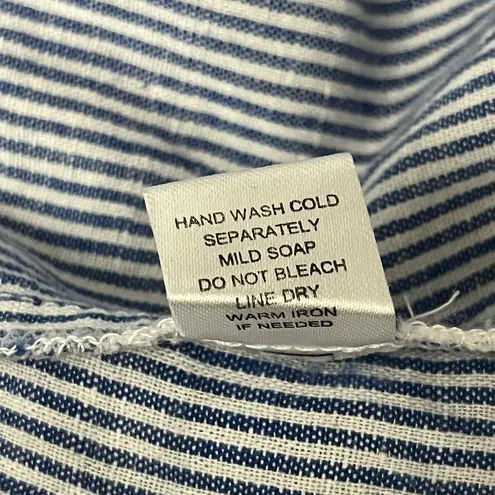 HAND WASH COLD
SEPARATELY
MILD SOAP
DO NOT BLEACH
LINE DRY
WARM IRON
IF NEEDED